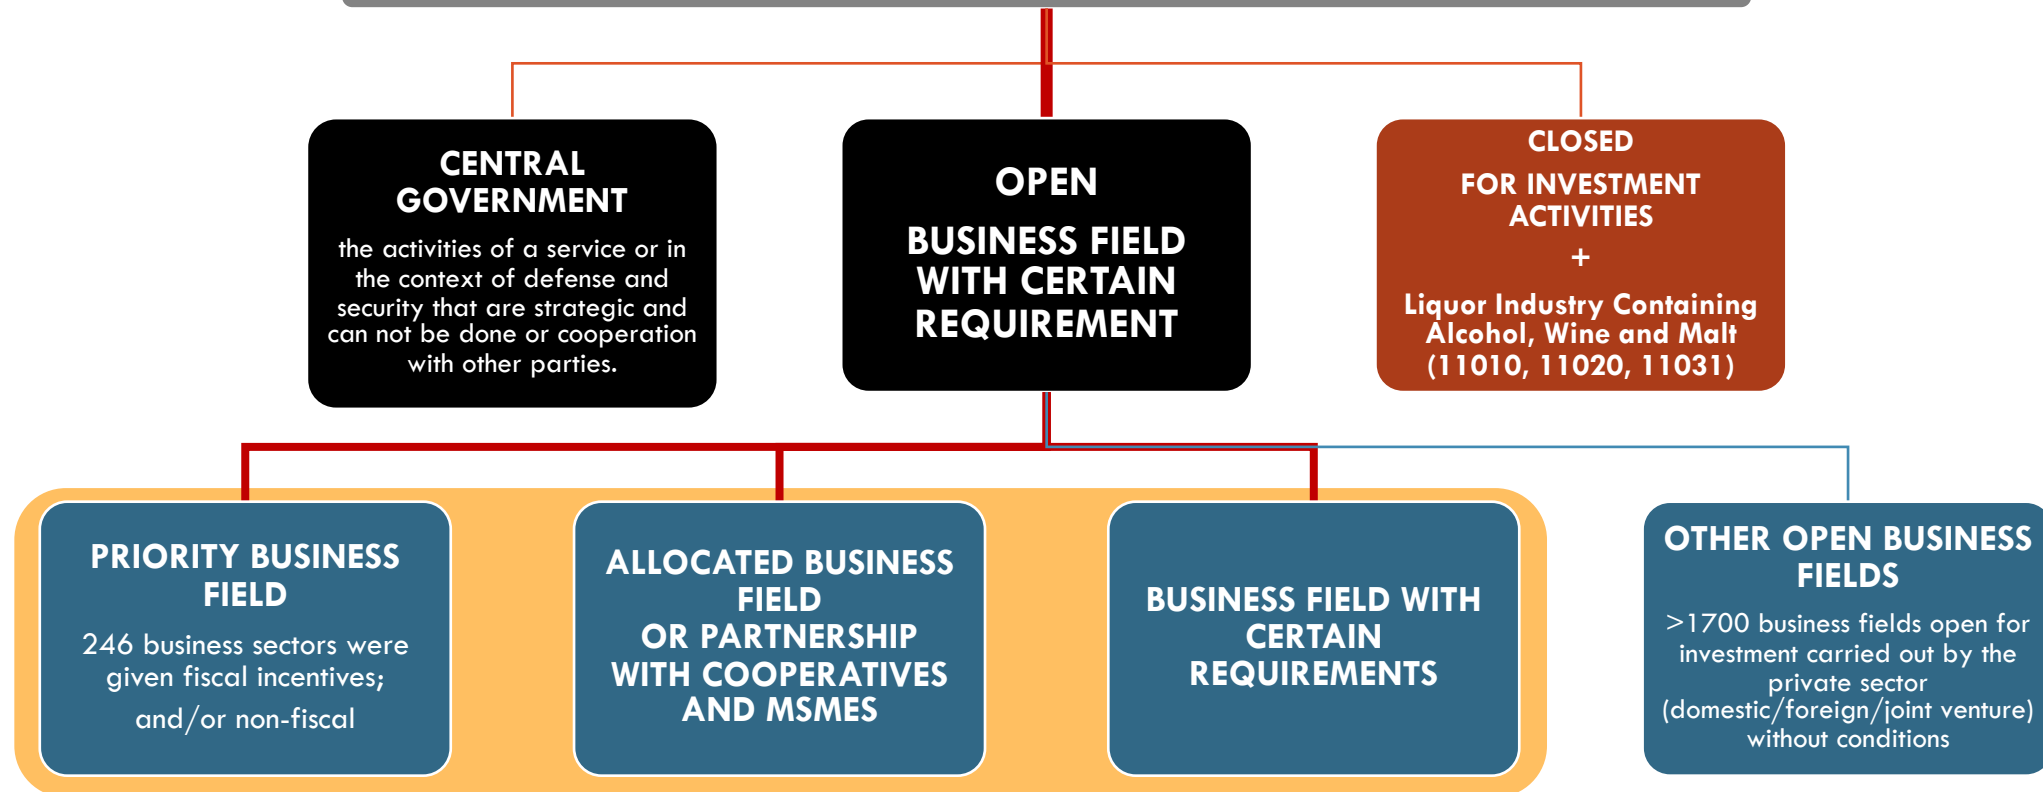 CENTRAL
GOVERNMENT
the activities of a service or in
the context of defense and
security that are strategic and
can not be done or cooperation
with other parties.
OPEN
BUSINESS FIELD
WITH CERTAIN
REQUIREMENT
CLOSED
FOR INVESTMENT
ACTIVITIES
+
Liquor Industry Containing
Alcohol, Wine and Malt
(11010, 11020, 11031)
PRIORITY BUSINESS
FIELD
246 business sectors were
given fiscal incentives;
and/or non-fiscal
ALLOCATED BUSINESS
FIELD
OR PARTNERSHIP
WITH COOPERATIVES
AND MSMES
BUSINESS FIELD WITH
CERTAIN
REQUIREMENTS
OTHER OPEN BUSINESS
FIELDS
>1700 business fields open for
investment carried out by the
private sector
(domestic/foreign/joint venture)
without conditions